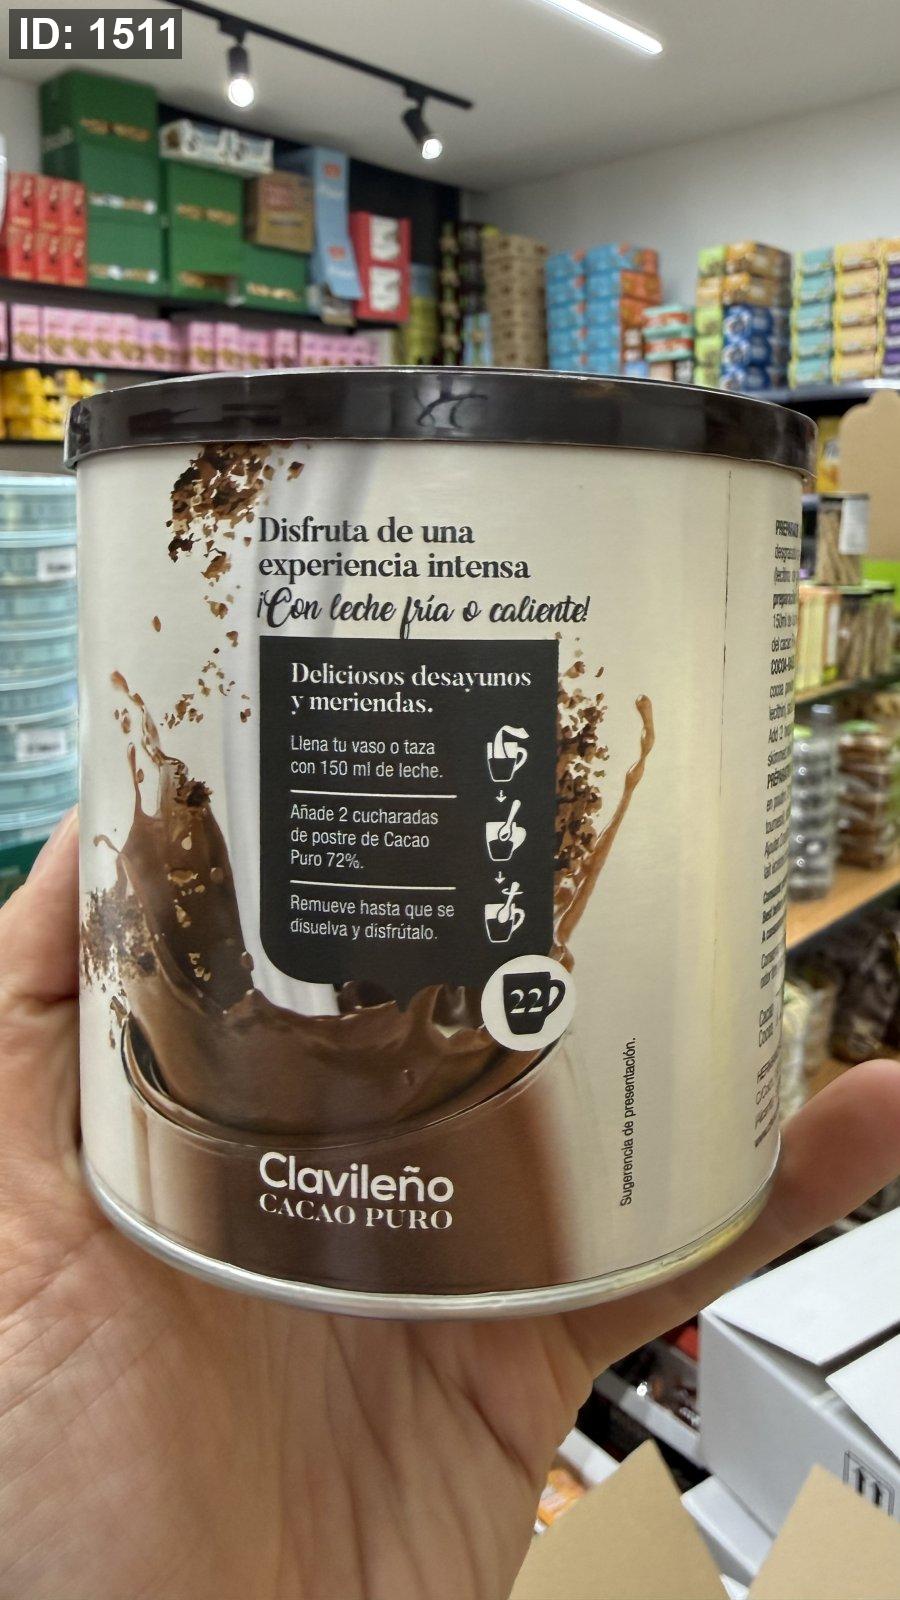 ID: 1511
Disfruta de una
experiencia intensa
¡Con leche fría o caliente!
Deliciosos desayunos
y meriendas.
Llena tu vaso o taza
con 150 ml de leche.
Añade 2 cucharadas
de postre de Cacao
Puro 72%.
Remueve hasta que se
disuelva y disfrútalo.
22
Sugerencia de presentación.
Clavileño
CACAO PURO